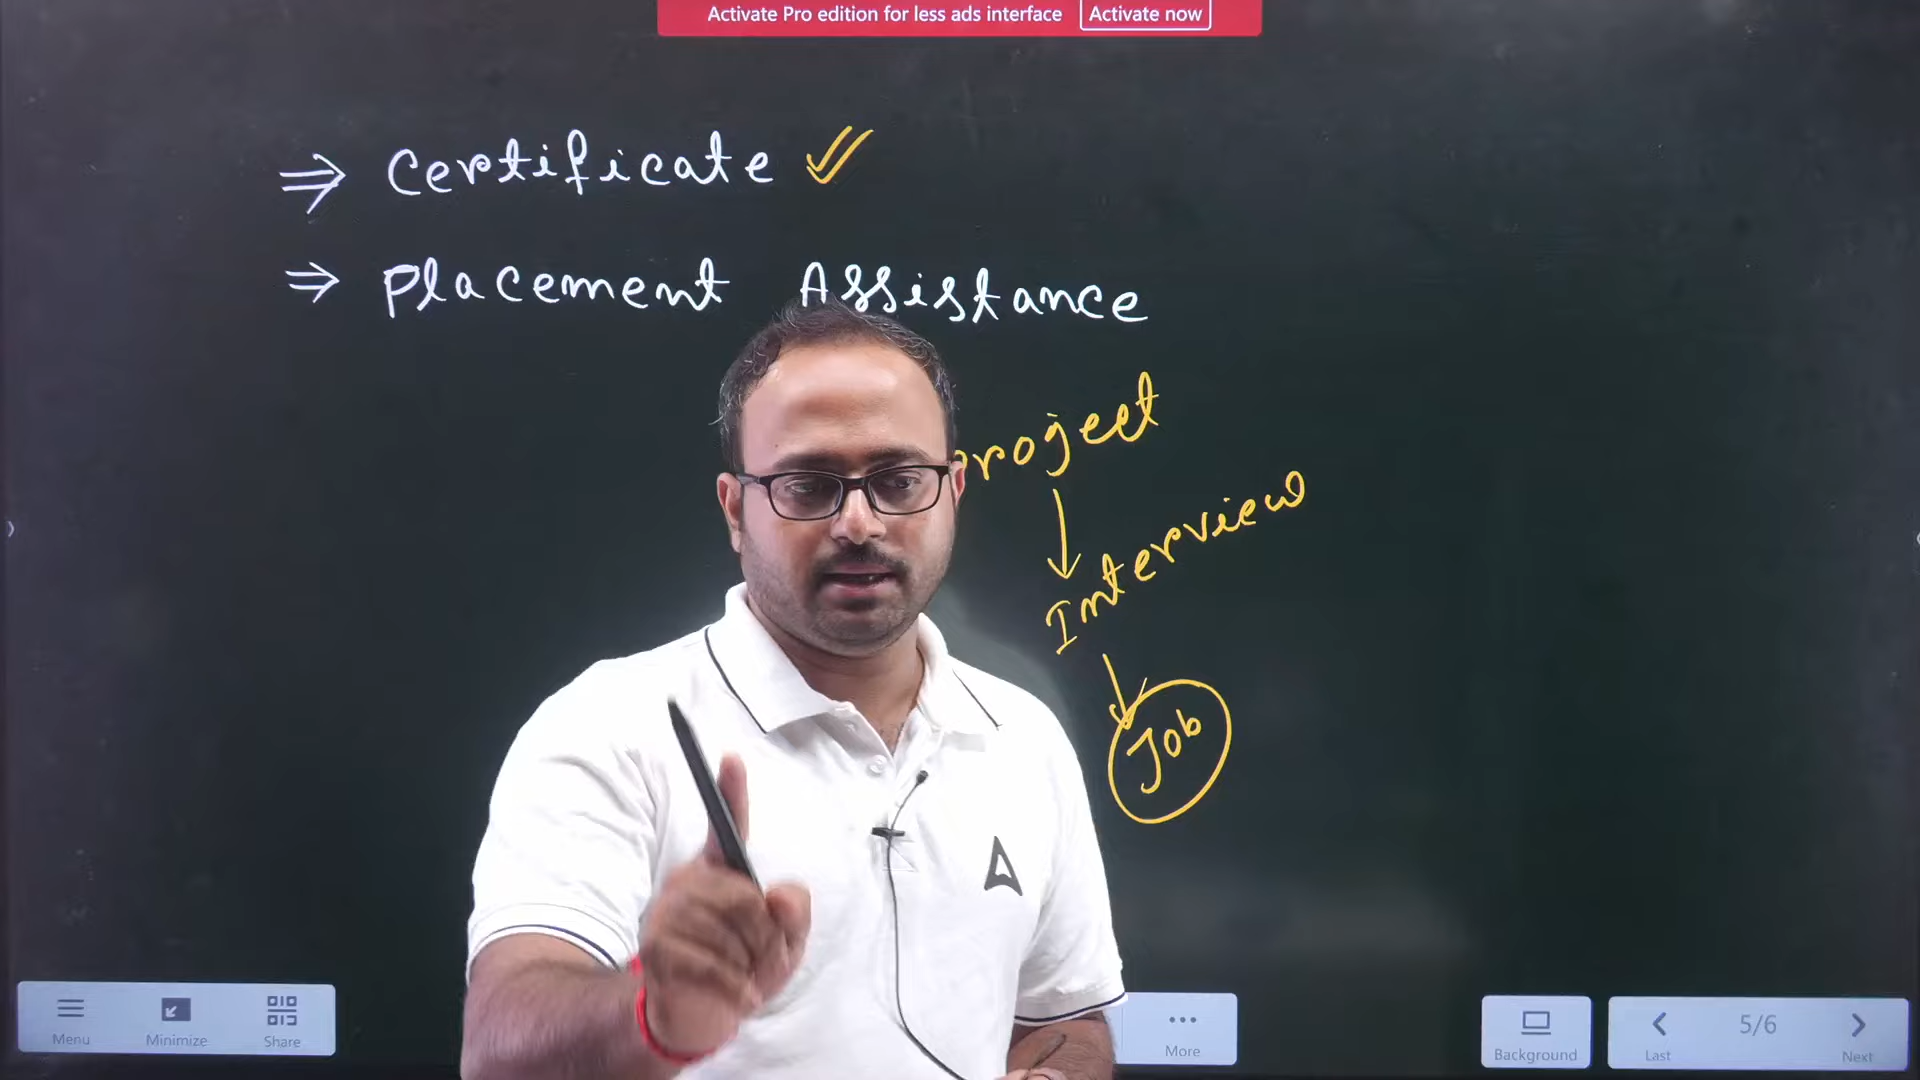 Activate Pro edition for less ads interface Activate now
⇒ Certificate
⇒ Placement Assistance
Project
Interview
Job
Menu Minimize Share More Background Last 5/6 Next